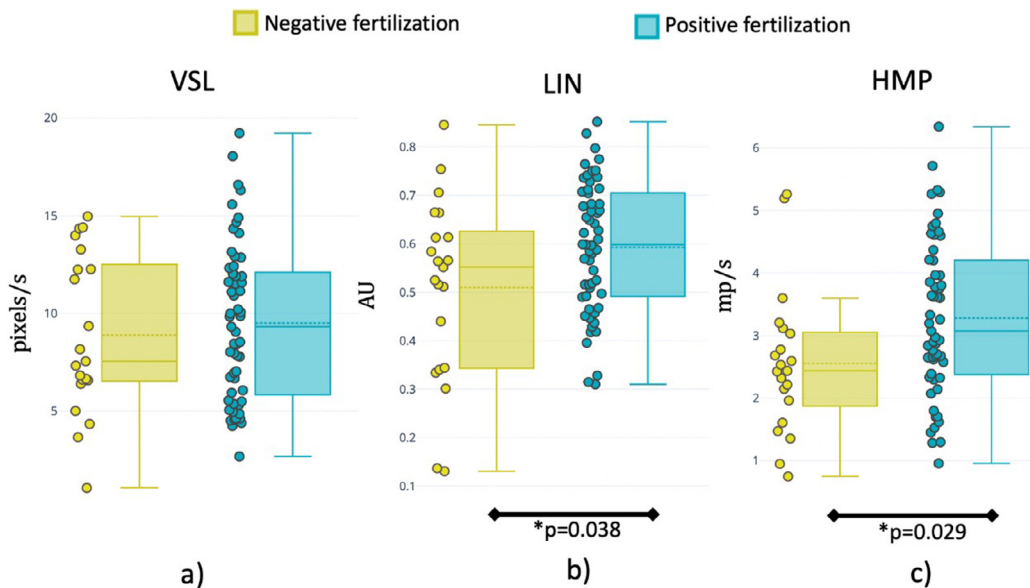 Negative fertilization
Positive fertilization
VSL
LIN
HMP
20
15
10
5
pixels/s
0.8
0.7
0.6
0.5
0.4
0.3
0.2
0.1
AU
6
5
4
3
2
1
mp/s
*p=0.038
*p=0.029
a)
b)
c)